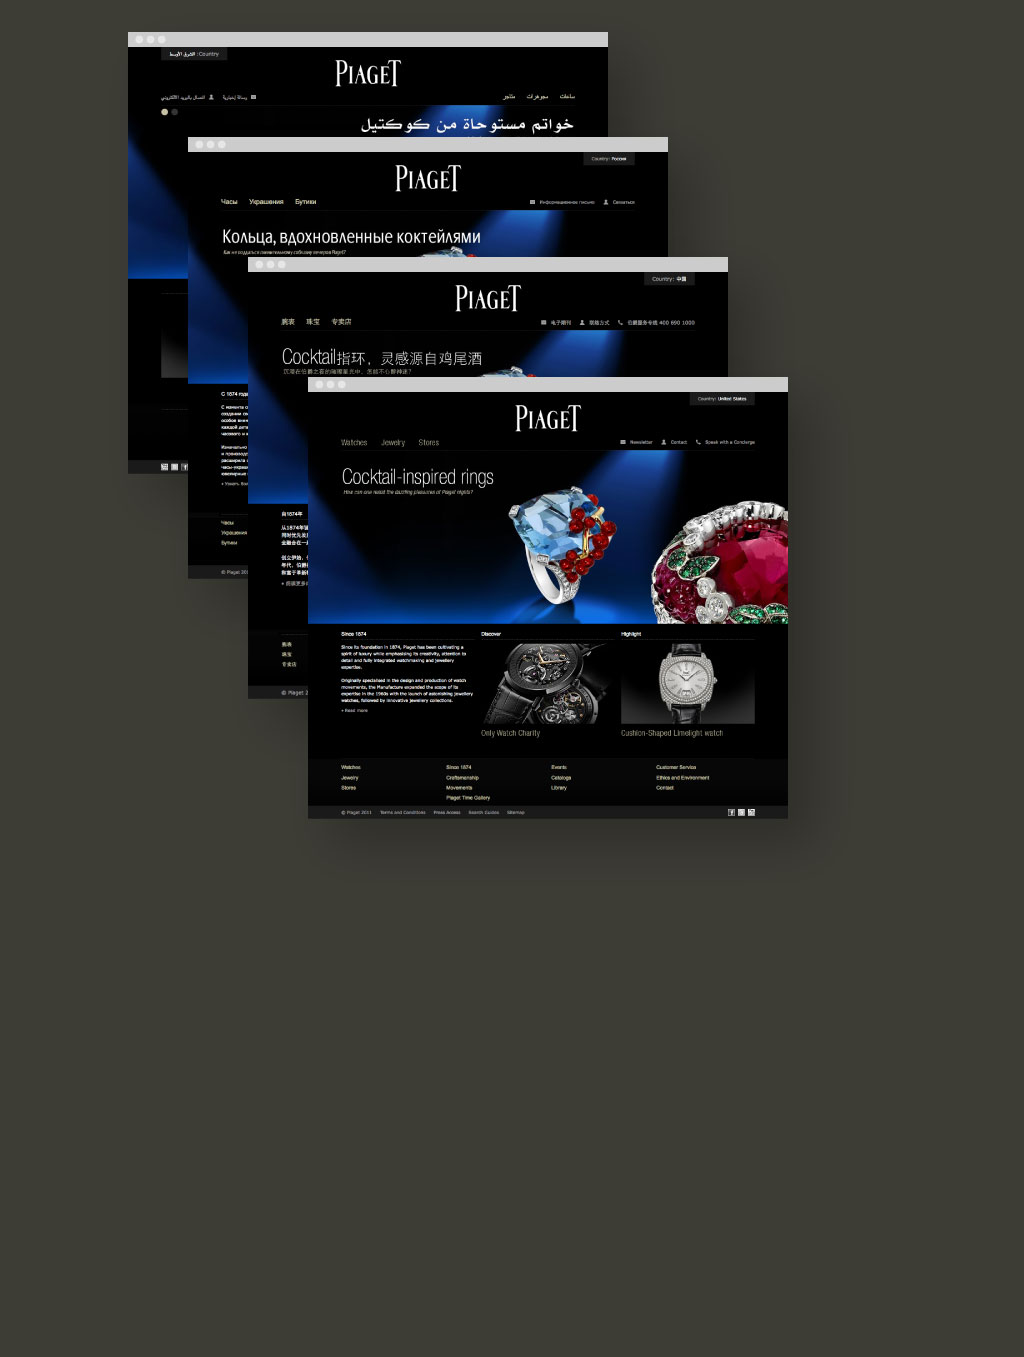 الشرق الأوسط :Country
PIAGET
اتصال بالبريد الالكتروني
رسالة إخبارية
متاجر
مجوهرات
ساعات
خواتم مستوحاة من كوكتيل
Country: Россия
PIAGET
Часы Украшения Бутики
Информационное письмо Связаться
Кольца, вдохновленные коктейлями
С 1874 года
Часы
Украшения
Бутики
Country: 中国
PIAGET
腕表 珠宝 专卖店
电子期刊 联络方式 伯爵服务专线 400 690 1000
Cocktail指环，灵感源自鸡尾酒
自1874年
腕表
珠宝
专卖店
Country: United States
PIAGET
Watches Jewelry Stores
Newsletter Contact Speak with a Concierge
Cocktail-inspired rings
How can one resist the dazzling pleasures of Piaget nights?
Since 1874
Since its foundation in 1874, Piaget has been cultivating a
spirit of luxury while emphasising its creativity, attention to
detail and fully integrated watchmaking and jewellery
expertise.
Originally specialised in the design and production of watch
movements, the Manufacture expanded the scope of its
expertise in the 1960s with the launch of astonishing jewellery
watches, followed by innovative jewellery collections.
+ Read more
Discover
Only Watch Charity
Highlight
Cushion-Shaped Limelight watch
Watches
Jewelry
Stores
Since 1874
Craftsmanship
Movements
Piaget Time Gallery
Events
Catalogs
Library
Customer Service
Ethics and Environment
Contact
© Piaget 2011 Terms and Conditions Press Access Search Guides Sitemap